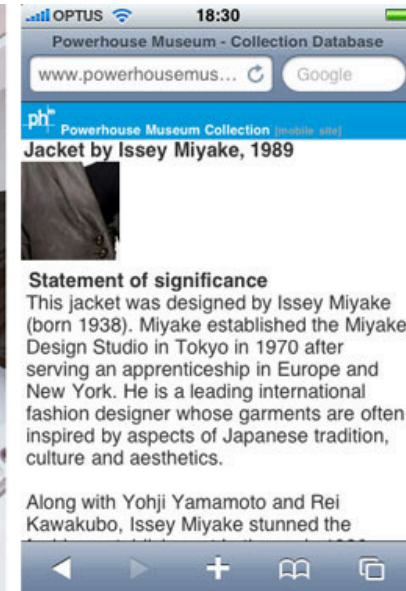 OPTUS 18:30
Powerhouse Museum - Collection Database
www.powerhousemus... Google
ph
Powerhouse Museum Collection [mobile site]
Jacket by Issey Miyake, 1989
Statement of significance
This jacket was designed by Issey Miyake
(born 1938). Miyake established the Miyake
Design Studio in Tokyo in 1970 after
serving an apprenticeship in Europe and
New York. He is a leading international
fashion designer whose garments are often
inspired by aspects of Japanese tradition,
culture and aesthetics.
Along with Yohji Yamamoto and Rei
Kawakubo, Issey Miyake stunned the